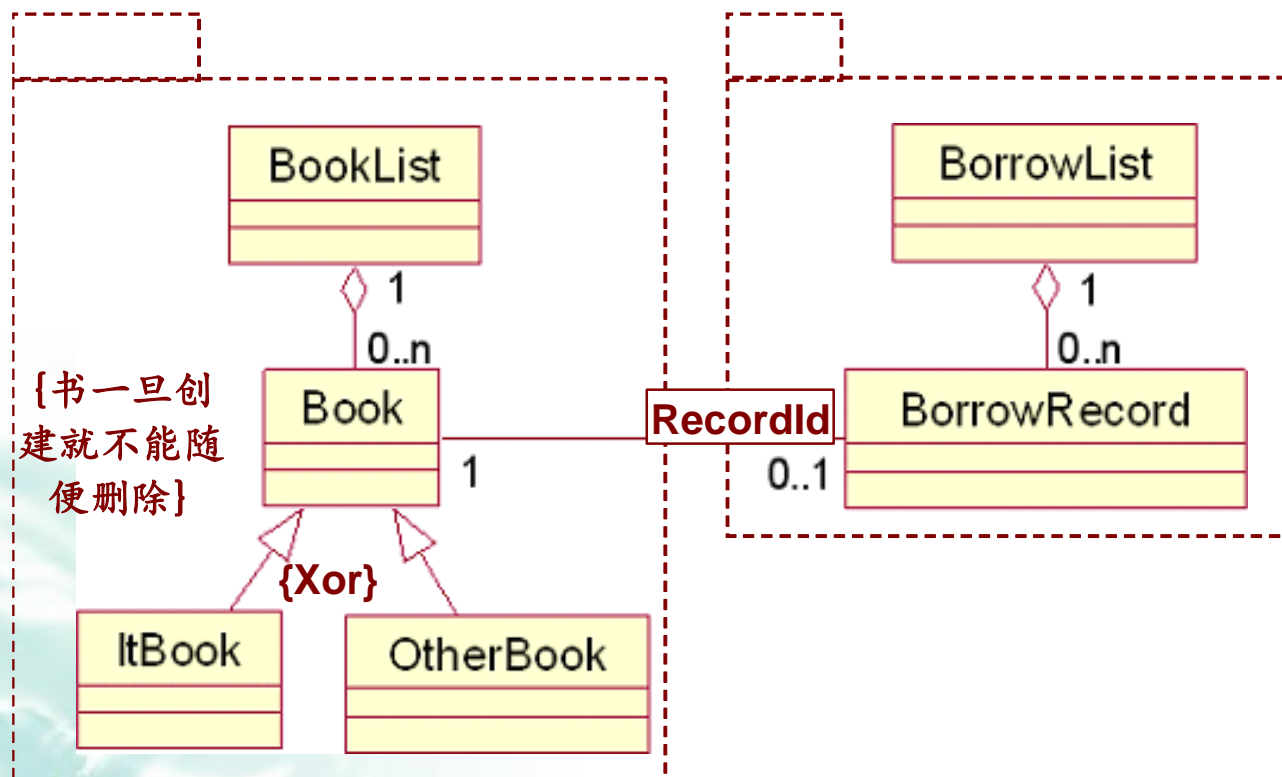 BookList
1
0..n
{书一旦创
建就不能随
便删除}
Book
1
{Xor}
ItBook
OtherBook
RecordId
0..1
BorrowList
1
0..n
BorrowRecord